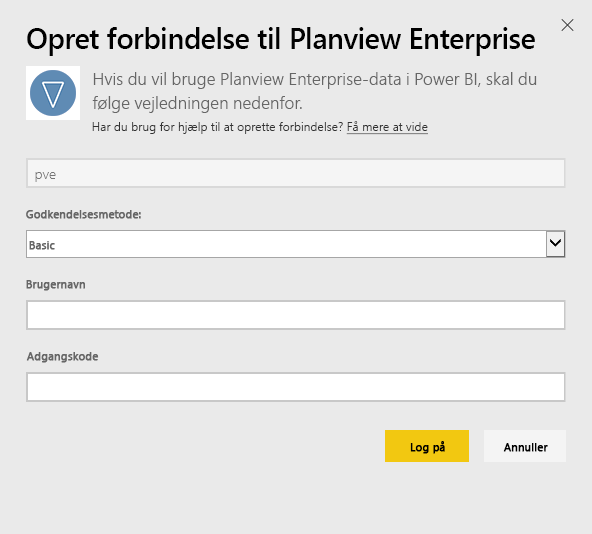 Opret forbindelse til Planview Enterprise
Hvis du vil bruge Planview Enterprise-data i Power BI, skal du
følge vejledningen nedenfor.
Har du brug for hjælp til at oprette forbindelse? Få mere at vide
pve
Godkendelsesmetode:
Basic
Brugernavn
Adgangskode
Log på
Annuller